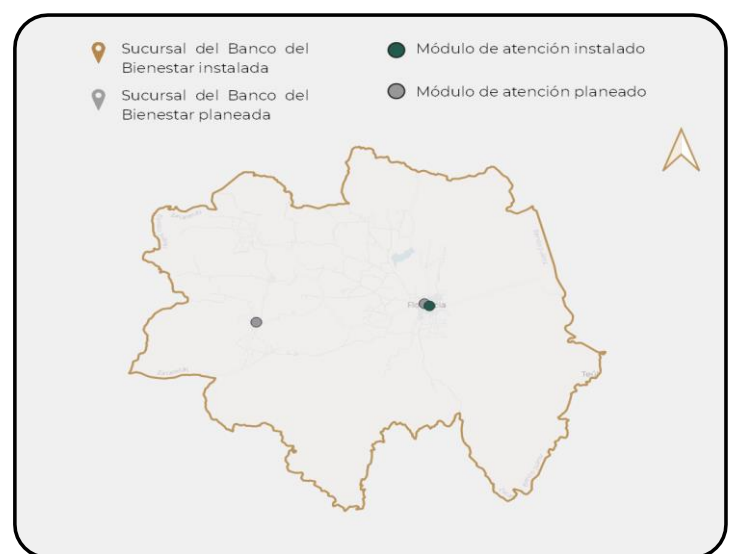 Sucursal del Banco del
Bienestar instalada
Sucursal del Banco del
Bienestar planeada
Módulo de atención instalado
Módulo de atención planeado